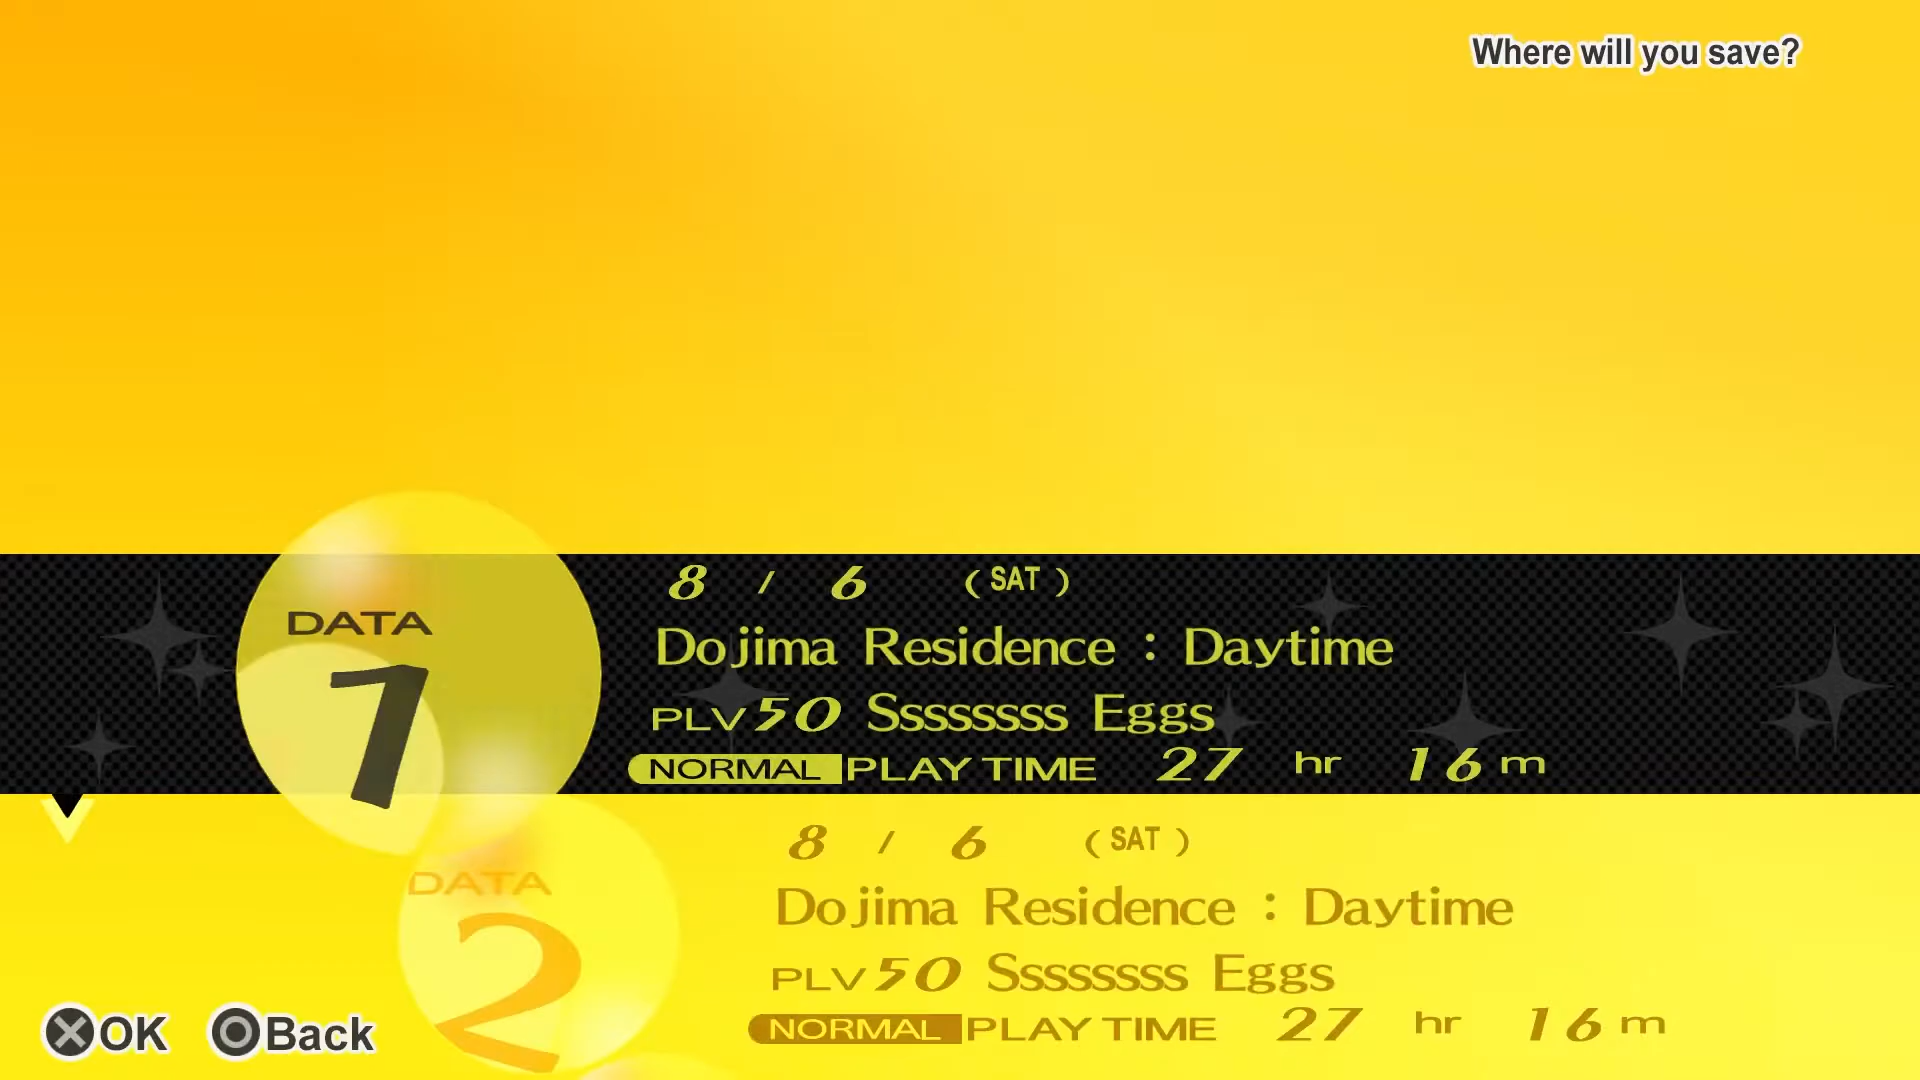 Where will you save?
DATA
1
8 / 6 (SAT)
Dojima Residence : Daytime
PLV 50 Ssssssss Eggs
NORMAL PLAY TIME 27 hr 16 m
DATA
2
8 / 6 (SAT)
Dojima Residence : Daytime
PLV 50 Ssssssss Eggs
NORMAL PLAY TIME 27 hr 16 m
OK Back